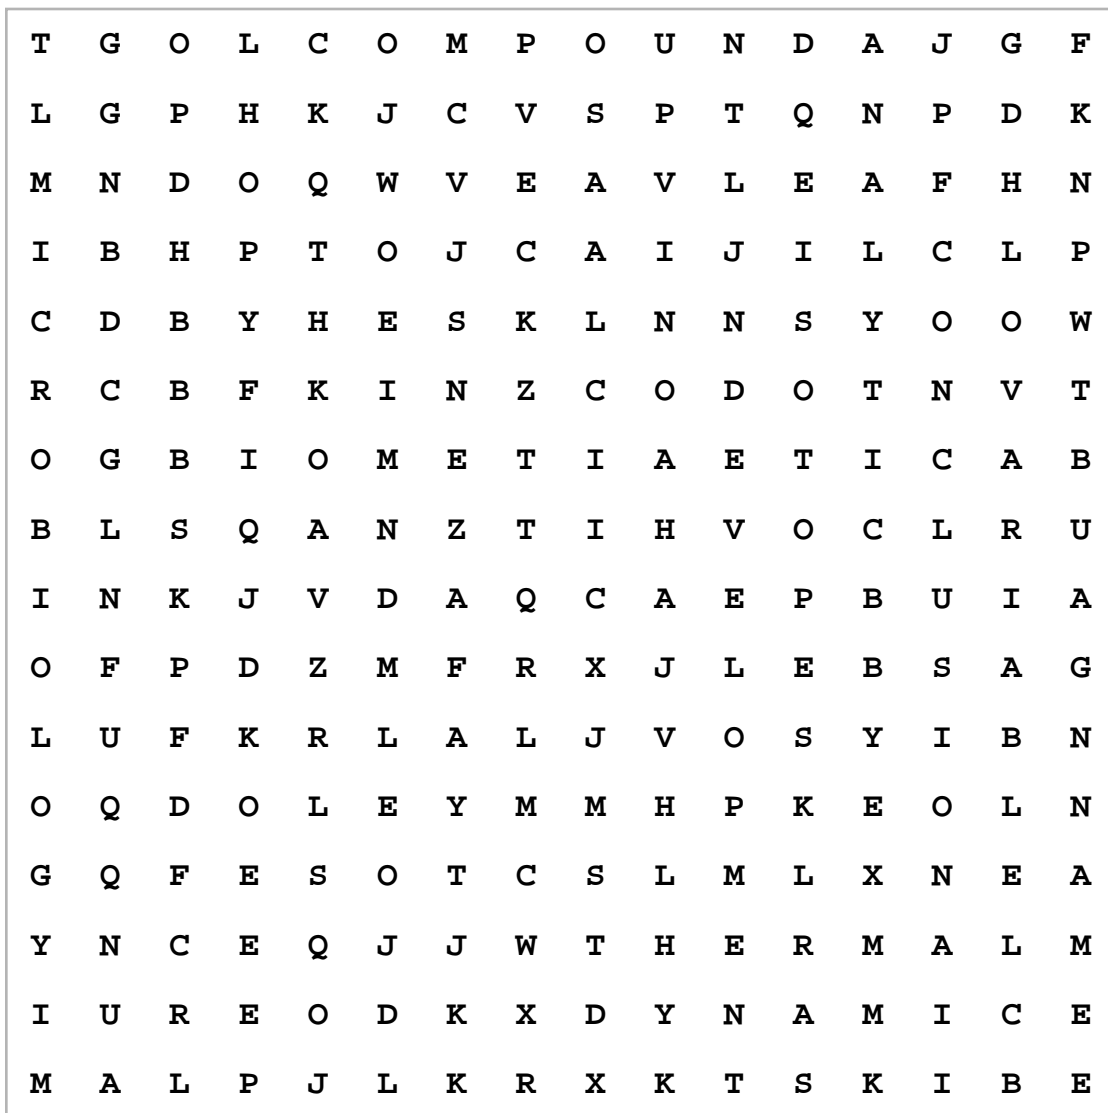 T G O L C O M P O U N D A J G F
L G P H K J C V S P T Q N P D K
M N D O Q W V E A V L E A F H N
I B H P T O J C A I J I L C L P
C D B Y H E S K L N N S Y O O W
R C B F K I N Z C O D O T N V T
O G B I O M E T I A E T I C A B
B L S Q A N Z T I H V O C L R U
I N K J V D A Q C A E P B U I A
O F P D Z M F R X J L E B S A G
L U F K R L A L J V O S Y I B N
O Q D O L E Y M M H P K E O L N
G Q F E S O T C S L M L X N E A
Y N C E Q J J W T H E R M A L M
I U R E O D K X D Y N A M I C E
M A L P J L K R X K T S K I B E